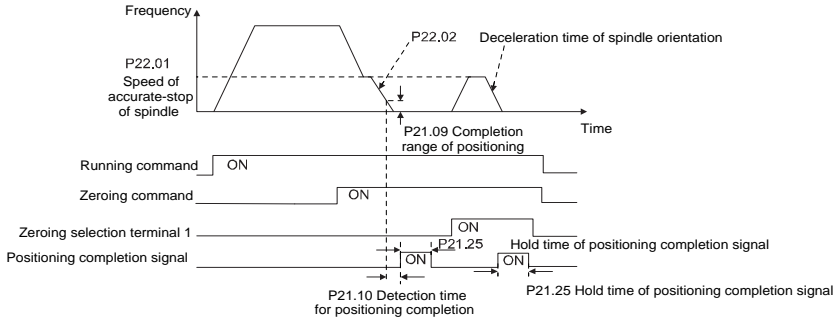 Frequency
P22.02
Deceleration time of spindle orientation
P22.01
Speed of
accurate-stop
of spindle
Time
P21.09 Completion
range of positioning
Running command
ON
Zeroing command
ON
Zeroing selection terminal 1
ON
P21.25
Hold time of positioning completion signal
Positioning completion signal
ON
ON
P21.10 Detection time
for positioning completion
P21.25 Hold time of positioning completion signal